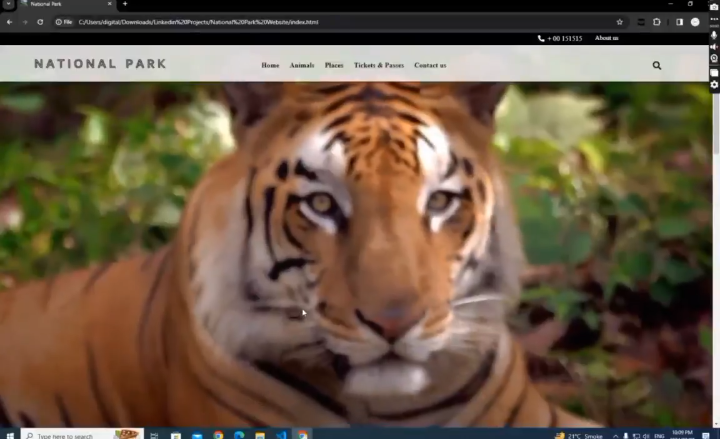 National Park
File C:/Users/digital/Downloads/Linkedin%20Projects/National%20Park%20Website/index.html
+ 00 151515 About us
NATIONAL PARK Home Animals Places Tickets & Passes Contact us
Type here to search 21°C Smoke ENG 10:09 PM